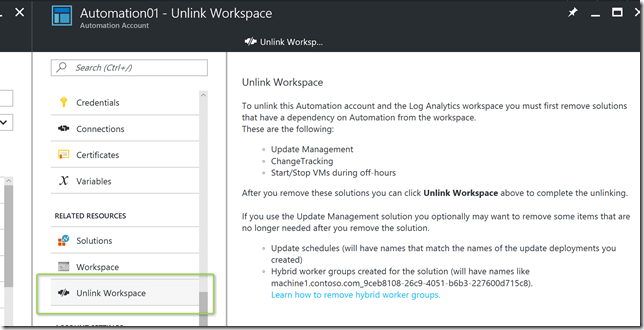 Automation01 - Unlink Workspace
Automation Account
Unlink Worksp...
Search (Ctrl+/)
Credentials
Connections
Certificates
Variables
RELATED RESOURCES
Solutions
Workspace
Unlink Workspace
Unlink Workspace
To unlink this Automation account and the Log Analytics workspace you must first remove solutions
that have a dependency on Automation from the workspace.
These are the following:
Update Management
ChangeTracking
Start/Stop VMs during off-hours
After you remove these solutions you can click Unlink Workspace above to complete the unlinking.
If you use the Update Management solution you optionally may want to remove some items that are
no longer needed after you remove the solution.
Update schedules (will have names that match the names of the update deployments you
created)
Hybrid worker groups created for the solution (will have names like
machine1.contoso.com_9ceb8108-26c9-4051-b6b3-227600d715c8).
Learn how to remove hybrid worker groups.